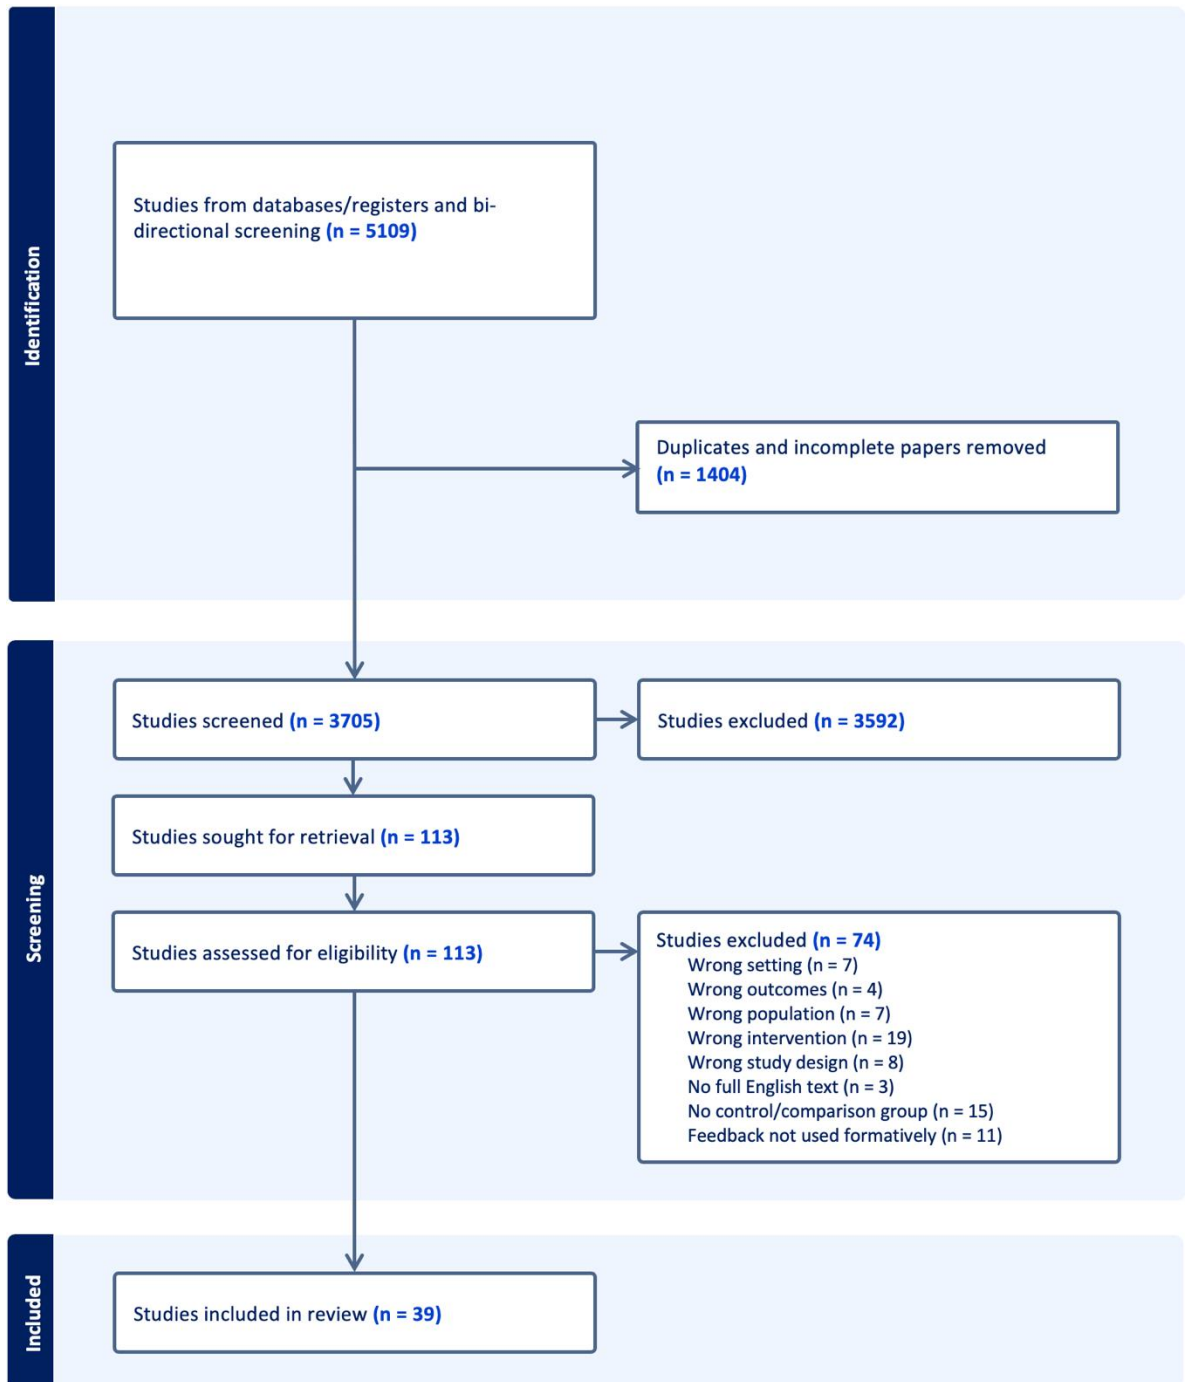 Identification
Studies from databases/registers and bi-
directional screening (n = 5109)
Duplicates and incomplete papers removed
(n = 1404)
Screening
Studies screened (n = 3705)
Studies excluded (n = 3592)
Studies sought for retrieval (n = 113)
Studies assessed for eligibility (n = 113)
Studies excluded (n = 74)
Wrong setting (n = 7)
Wrong outcomes (n = 4)
Wrong population (n = 7)
Wrong intervention (n = 19)
Wrong study design (n = 8)
No full English text (n = 3)
No control/comparison group (n = 15)
Feedback not used formatively (n = 11)
Included
Studies included in review (n = 39)